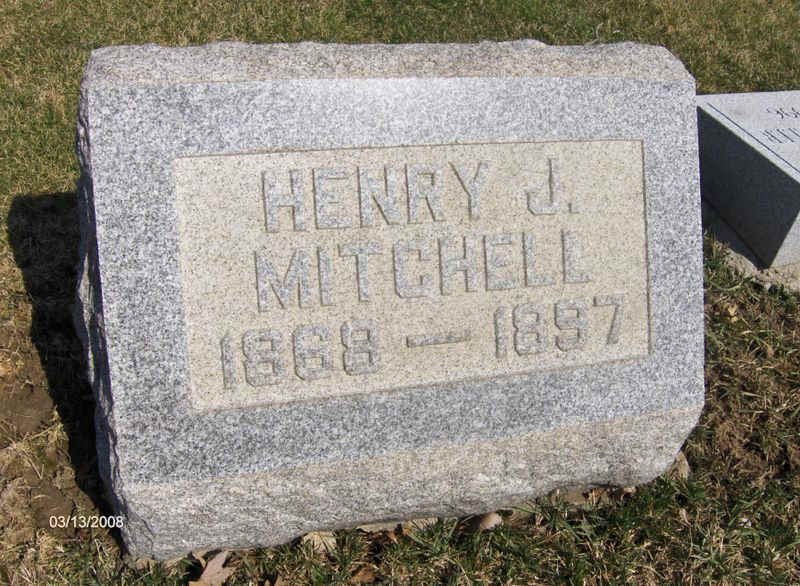 HENRY J.
MITCHELL
1868 — 1897
03/13/2008